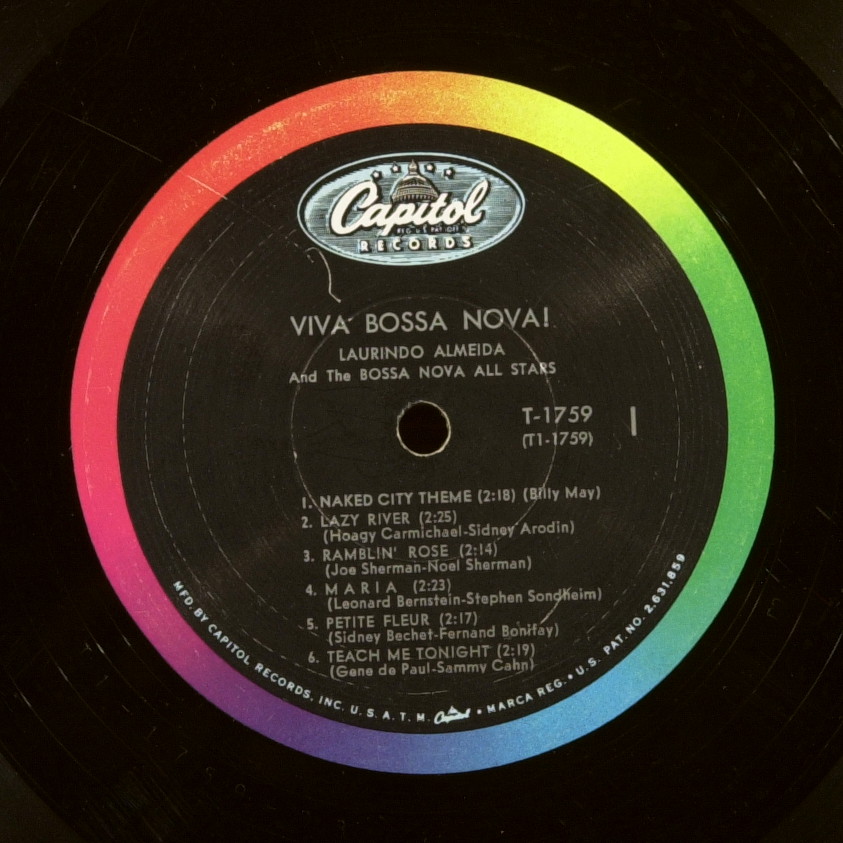 Capitol
REG. U.S. PAT. OFF.
RECORDS
VIVA BOSSA NOVA!
LAURINDO ALMEIDA
And The BOSSA NOVA ALL STARS
T-1759 1
(T1-1759)
1. NAKED CITY THEME (2:18) (Billy May)
2. LAZY RIVER (2:25)
(Hoagy Carmichael-Sidney Arodin)
3. RAMBLIN' ROSE (2:14)
(Joe Sherman-Noel Sherman)
4. MARIA (2:23)
(Leonard Bernstein-Stephen Sondheim)
5. PETITE FLEUR (2:17)
(Sidney Bechet-Fernand Bonifay)
6. TEACH ME TONIGHT (2:19)
(Gene de Paul-Sammy Cahn)
MFD. BY CAPITOL RECORDS, INC. U.S.A. T.M. Capitol • MARCA REG. • U.S. PAT. NO. 2,631,859